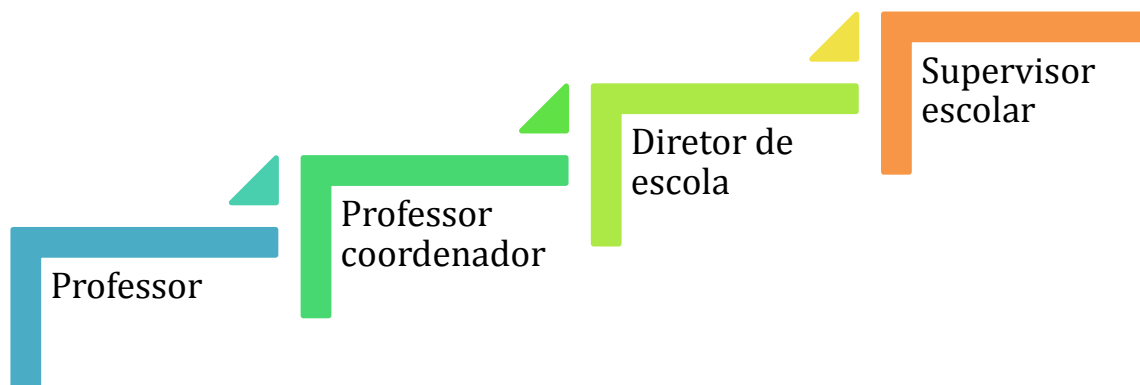 Professor
Professor
coordenador
Diretor de
escola
Supervisor
escolar